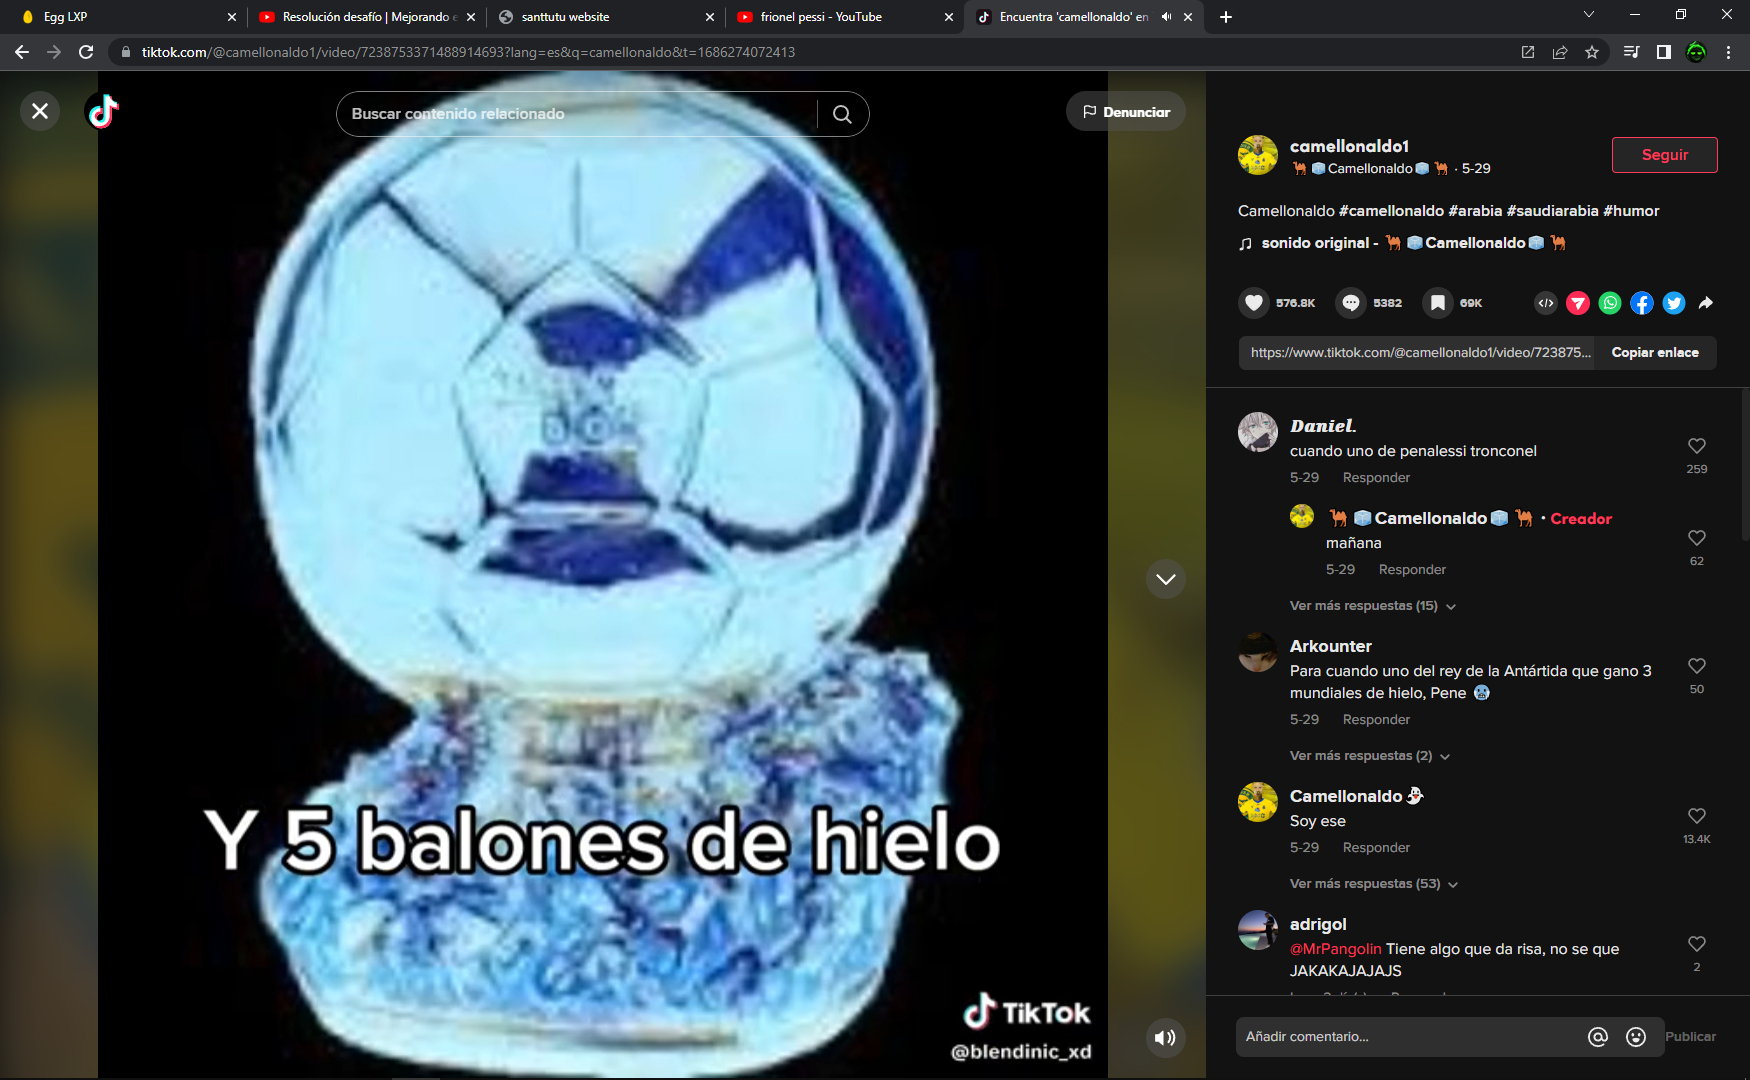 Egg LXP
Resolución desafío | Mejorando e
santtutu website
frionel pessi - YouTube
Encuentra 'camellonaldo' en
tiktok.com/@camellonaldo1/video/7238753371488914693?lang=es&q=camellonaldo&t=1686274072413
Buscar contenido relacionado
Denunciar
camellonaldo1
Camellonaldo · 5-29
Seguir
Camellonaldo #camellonaldo #arabia #saudiarabia #humor
sonido original - 🐪🧊Camellonaldo🧊🐪
576.8K
5382
69K
https://www.tiktok.com/@camellonaldo1/video/723875...
Copiar enlace
Daniel.
cuando uno de penalessi tronconel
259
5-29 Responder
🐪🧊Camellonaldo🧊🐪 · Creador
mañana
62
5-29 Responder
Ver más respuestas (15)
Arkounter
Para cuando uno del rey de la Antártida que gano 3
mundiales de hielo, Pene 🥶
50
5-29 Responder
Ver más respuestas (2)
Camellonaldo👻
Soy ese
13.4K
5-29 Responder
Ver más respuestas (53)
adrigol
@MrPangolin Tiene algo que da risa, no se que
JAKAKAJAJAJS
2
Añadir comentario...
Publicar
Y 5 balones de hielo
TikTok
@blendinic_xd